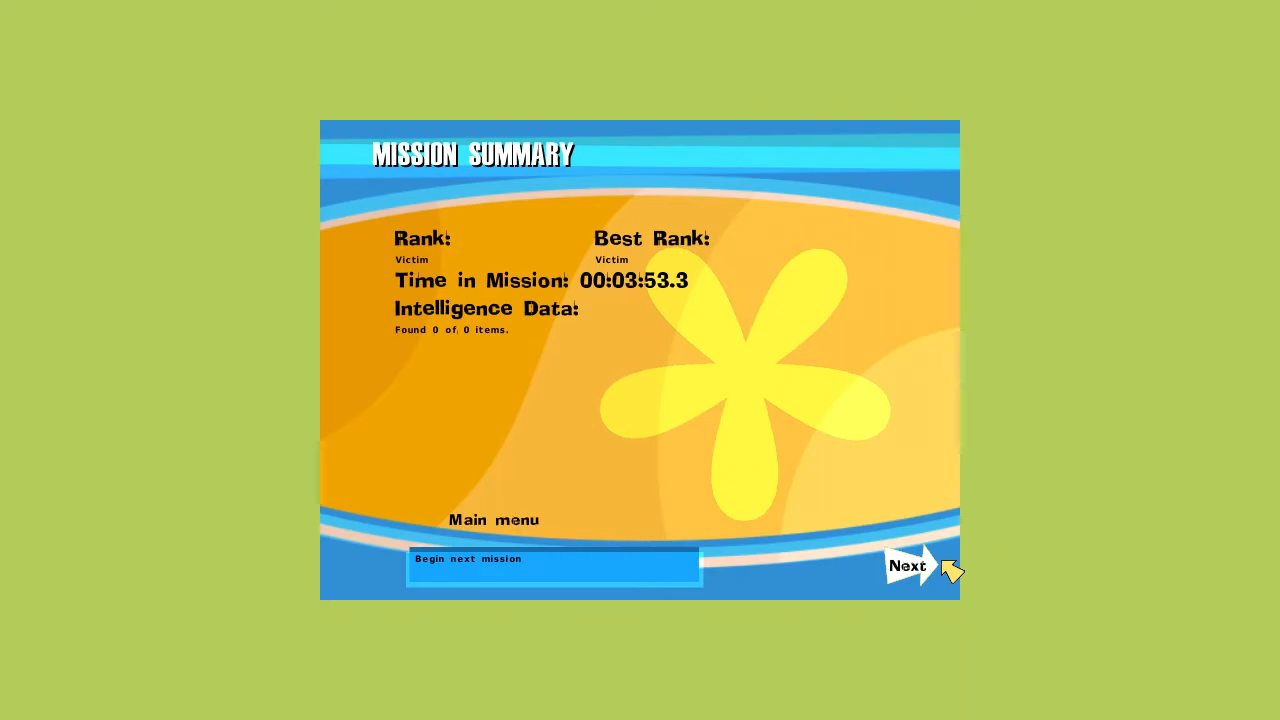 MISSION SUMMARY
Rank: Best Rank:
Victim Victim
Time in Mission: 00:03:53.3
Intelligence Data:
Found 0 of 0 items.
Main menu
Begin next mission
Next